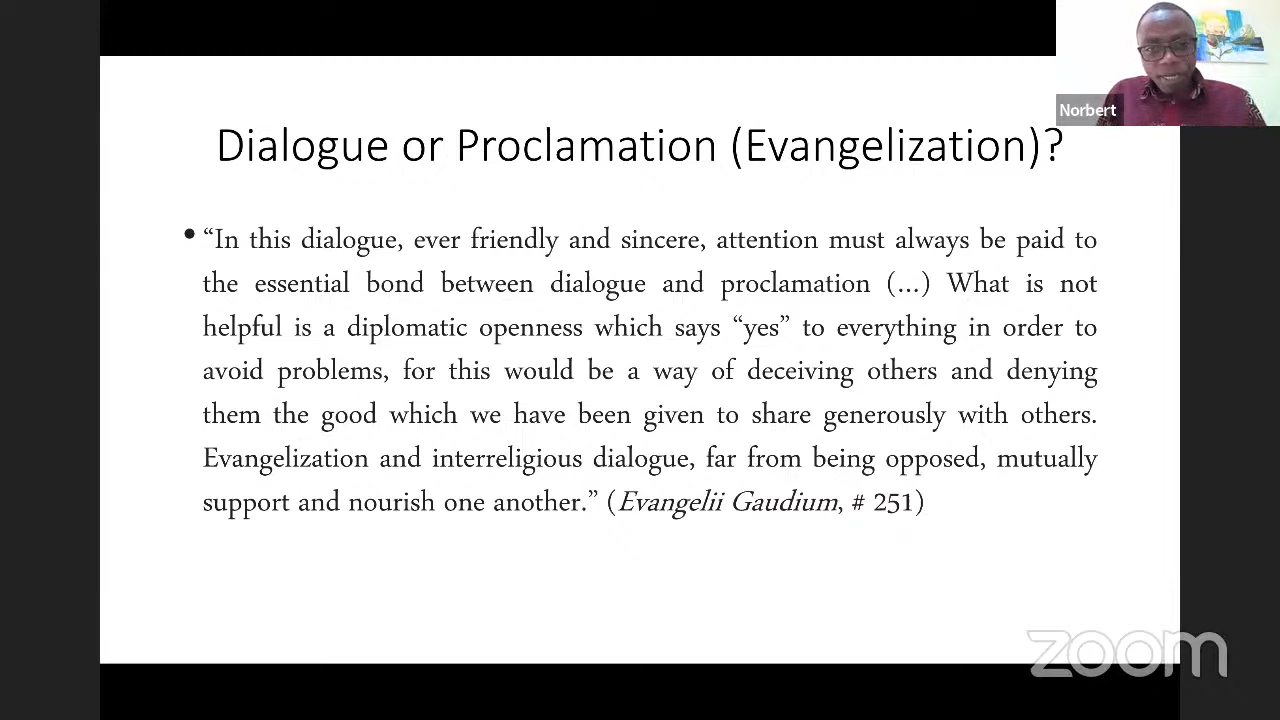 Norbert
Dialogue or Proclamation (Evangelization)?
• “In this dialogue, ever friendly and sincere, attention must always be paid to
the essential bond between dialogue and proclamation (…) What is not
helpful is a diplomatic openness which says “yes” to everything in order to
avoid problems, for this would be a way of deceiving others and denying
them the good which we have been given to share generously with others.
Evangelization and interreligious dialogue, far from being opposed, mutually
support and nourish one another.” (Evangelii Gaudium, # 251)
zoom